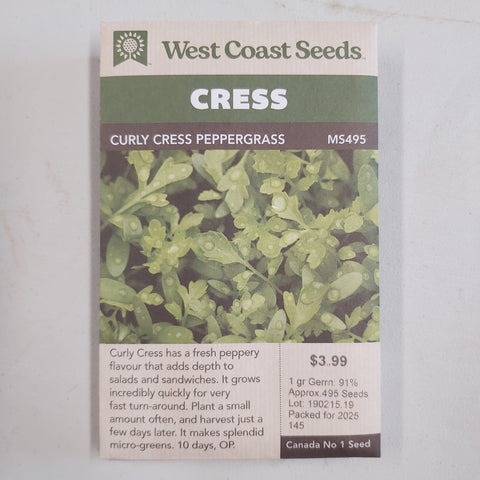 West Coast Seeds
CRESS
CURLY CRESS PEPPERGRASS MS495
Curly Cress has a fresh peppery
flavour that adds depth to
salads and sandwiches. It grows
incredibly quickly for very
fast turn-around. Plant a small
amount often, and harvest just a
few days later. It makes splendid
micro-greens. 10 days, OP.
$3.99
1 gr Germ: 91%
Approx.495 Seeds
Lot: 190215.19
Packed for 2025
145
Canada No 1 Seed